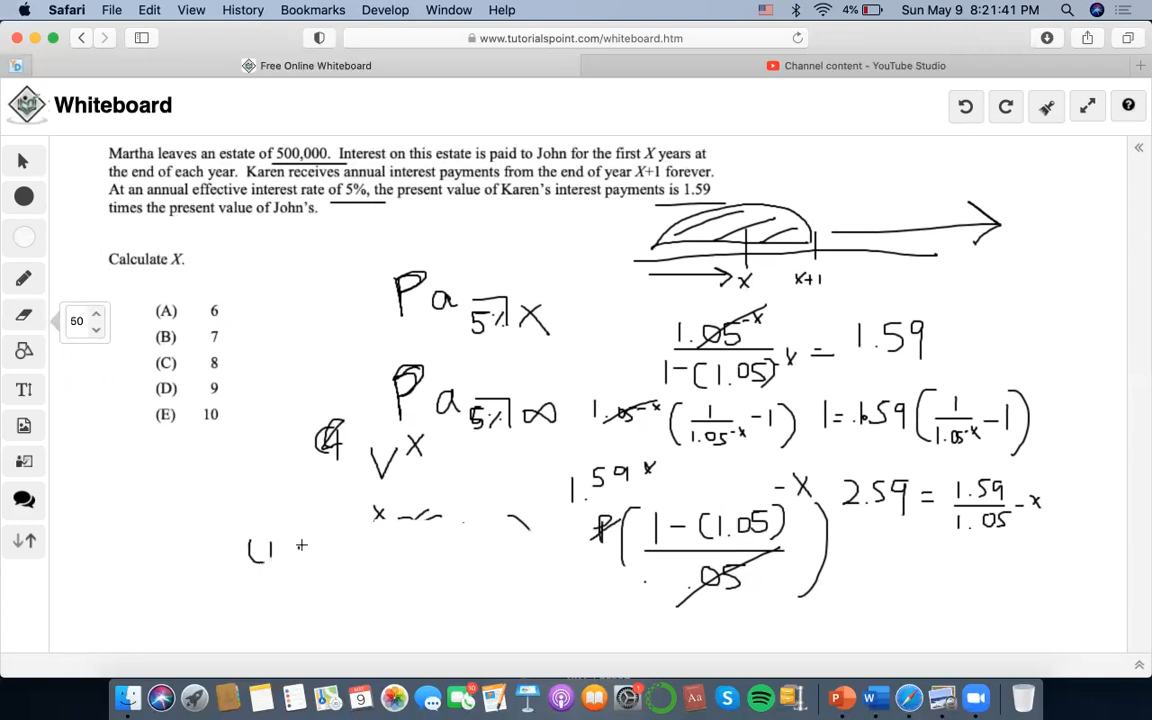 Safari File Edit View History Bookmarks Develop Window Help 4% Sun May 9 8:21:41 PM
www.tutorialspoint.com/whiteboard.htm
Free Online Whiteboard Channel content - YouTube Studio
Whiteboard
Martha leaves an estate of 500,000. Interest on this estate is paid to John for the first X years at
the end of each year. Karen receives annual interest payments from the end of year X+1 forever.
At an annual effective interest rate of 5%, the present value of Karen's interest payments is 1.59
times the present value of John's.
Calculate X.
(A) 6
(B) 7
(C) 8
(D) 9
(E) 10
50
x x+1
P a 5% X
1.05^-x / 1-(1.05)^-x = 1.59
P a 5% ∞
1.05^-x (1/1.05^-x -1) 1=1.59(1/1.05^-x -1)
V^X
1.59 x
2.59 = 1.59/1.05^-x
P(1-(1.05)^-X / .05)
x
(1 +
10
1